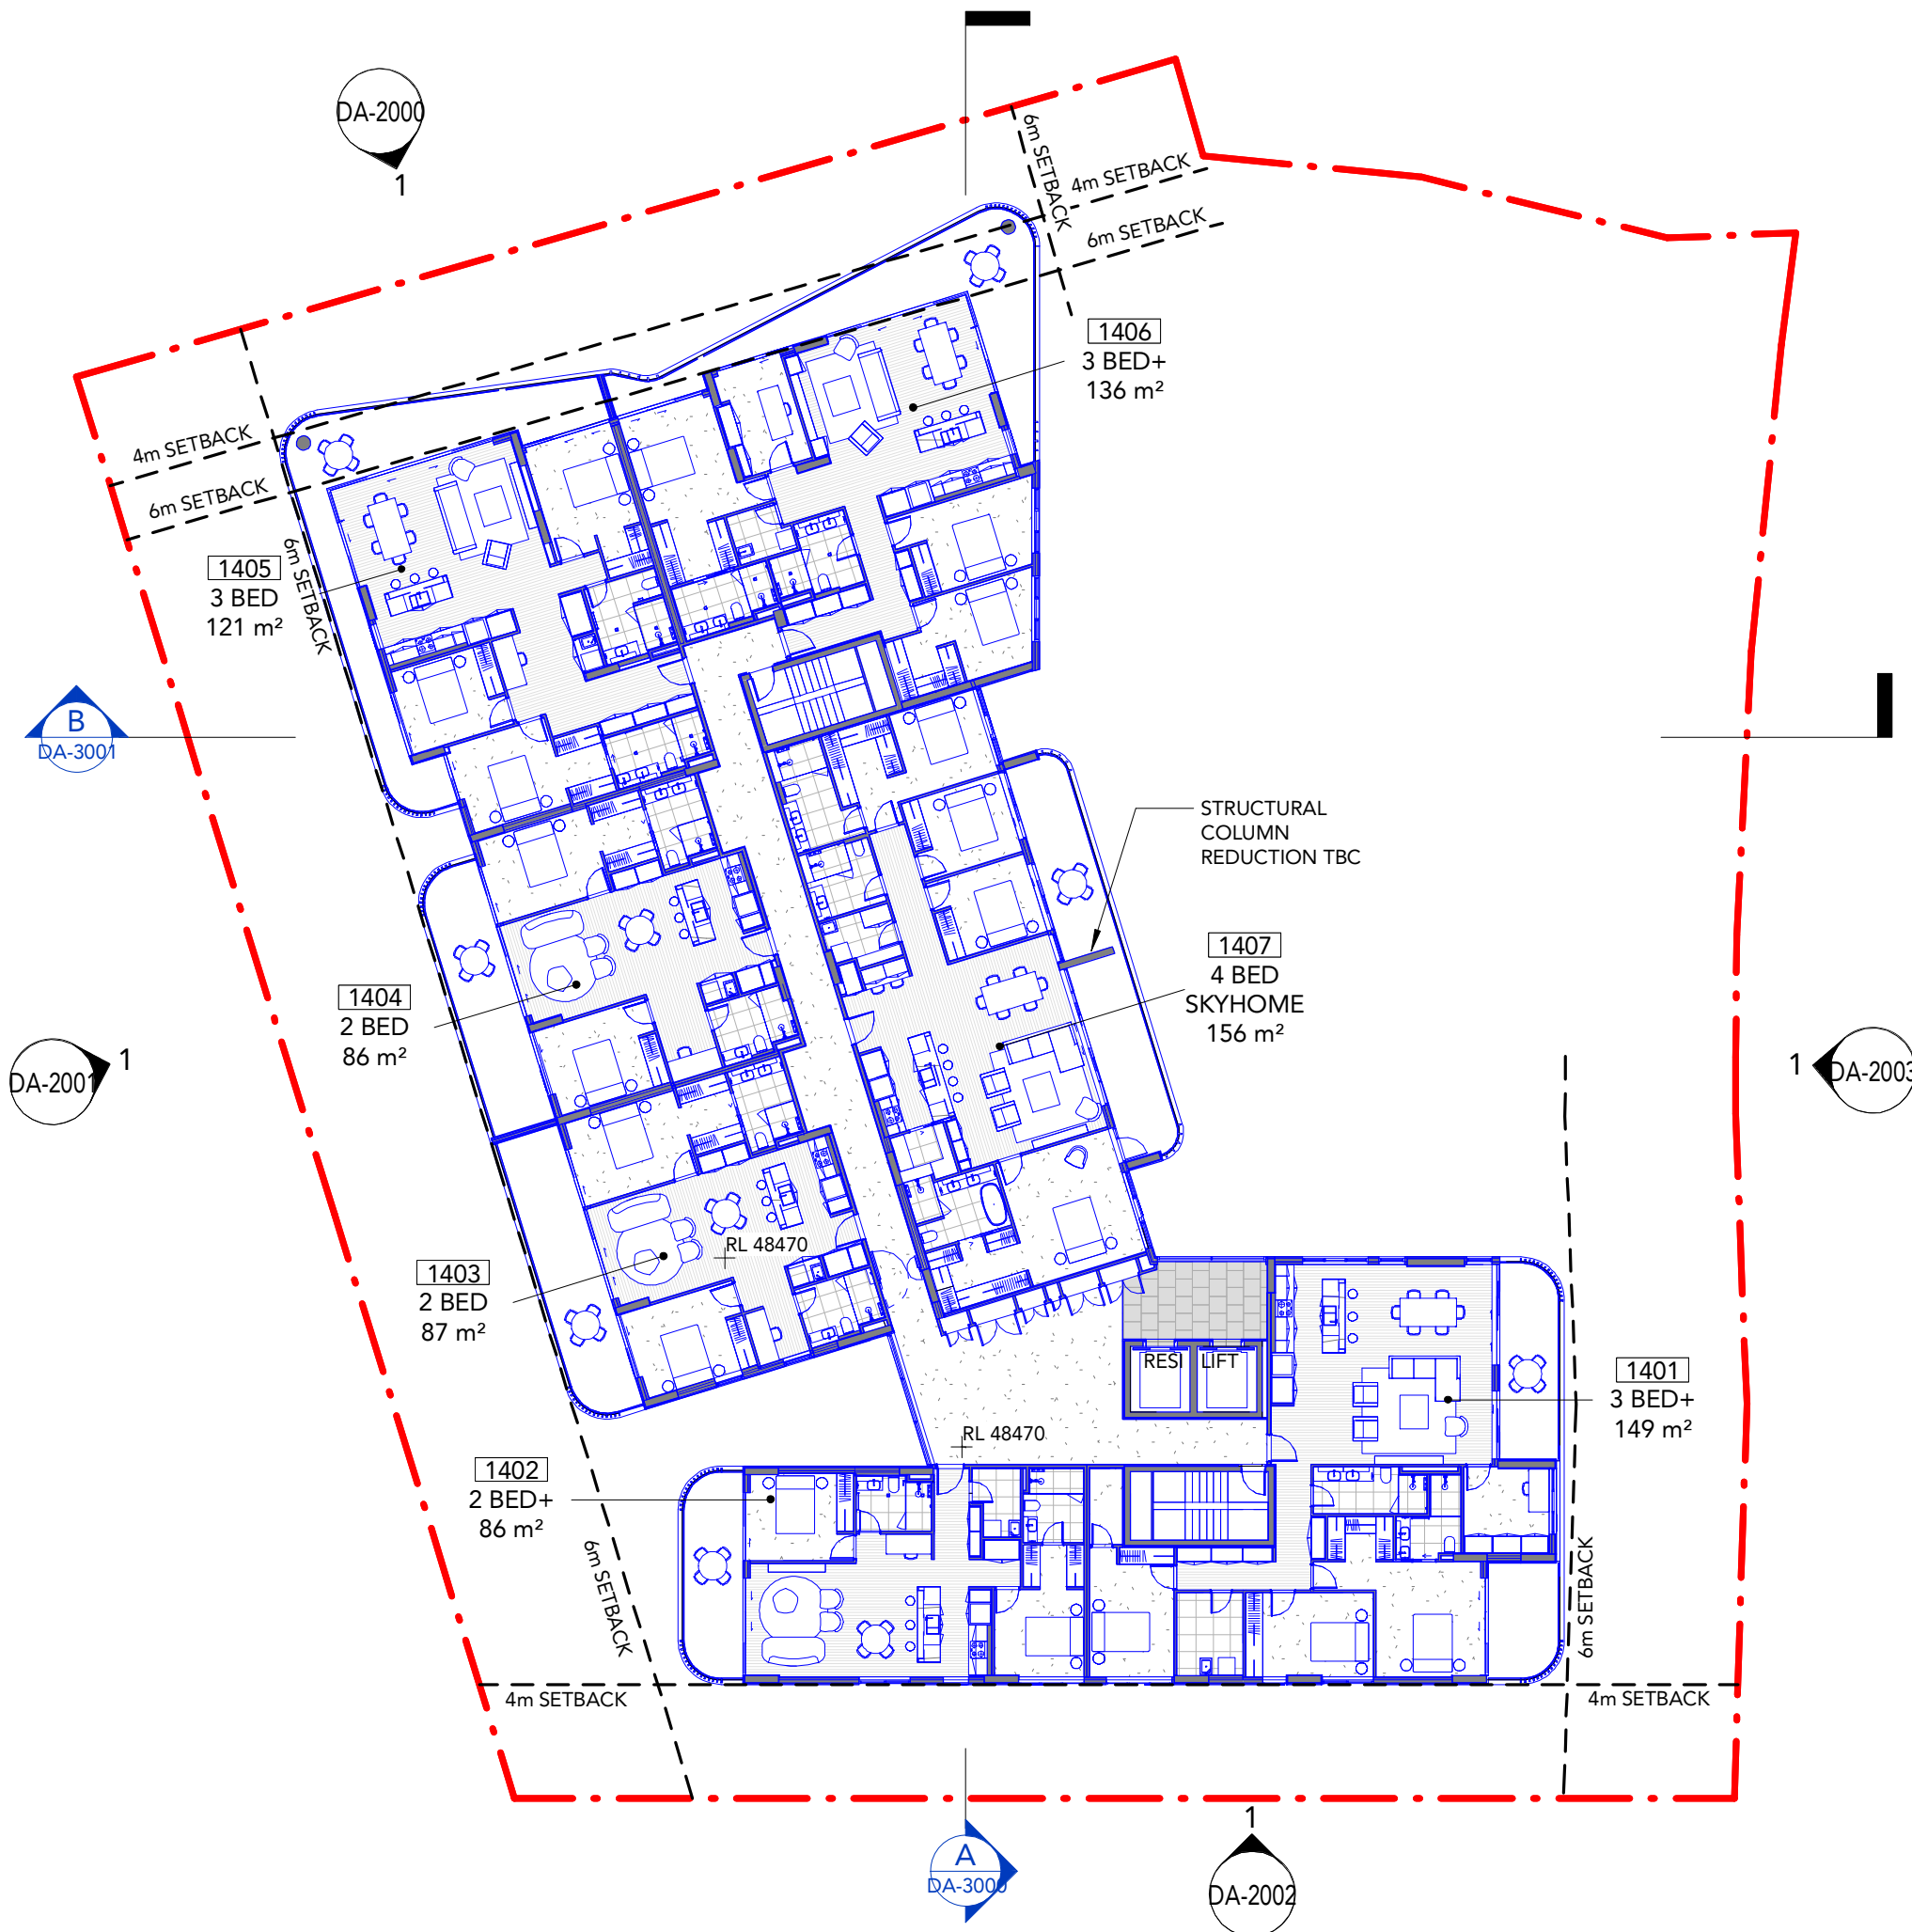 DA-2000
1
6m SETBACK
4m SETBACK
6m SETBACK
1406
3 BED+
136 m²
4m SETBACK
6m SETBACK
6m SETBACK
1405
3 BED
121 m²
B
DA-3001
STRUCTURAL
COLUMN
REDUCTION TBC
1407
4 BED
SKYHOME
156 m²
1404
2 BED
86 m²
DA-2001
1
1
DA-2003
RL 48470
1403
2 BED
87 m²
RESI LIFT
1401
3 BED+
149 m²
RL 48470
1402
2 BED+
86 m²
6m SETBACK
6m SETBACK
4m SETBACK
4m SETBACK
1
A
DA-3000
DA-2002